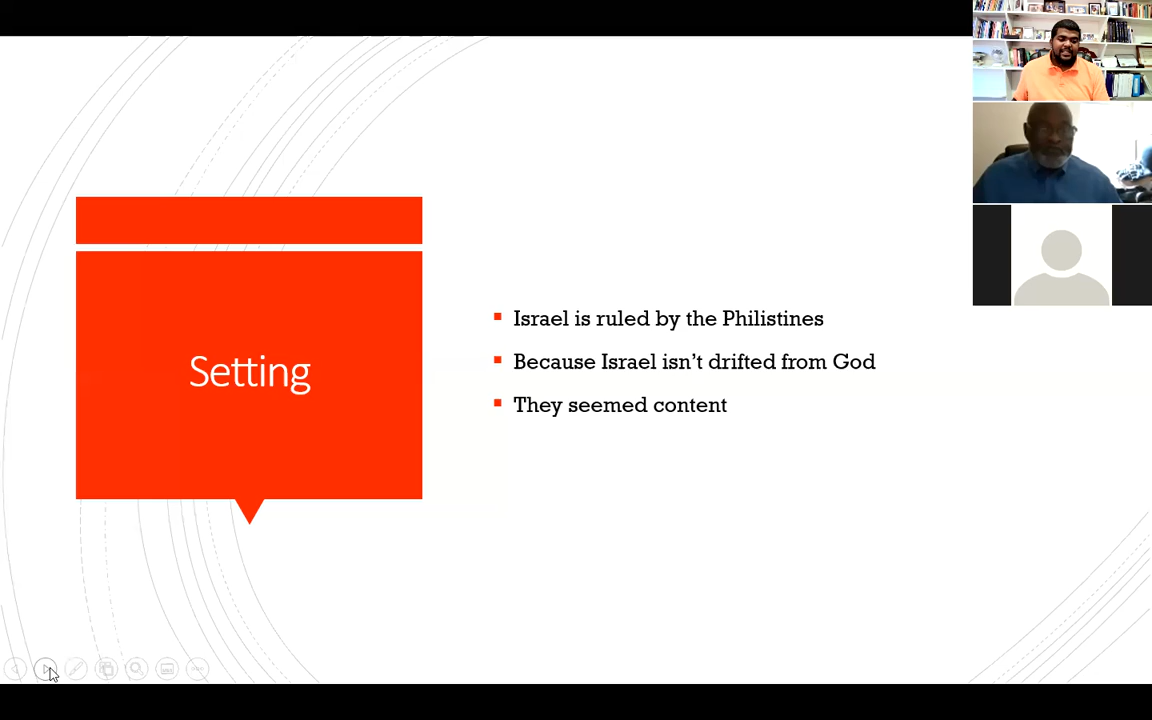 Setting
Israel is ruled by the Philistines
Because Israel isn't drifted from God
They seemed content